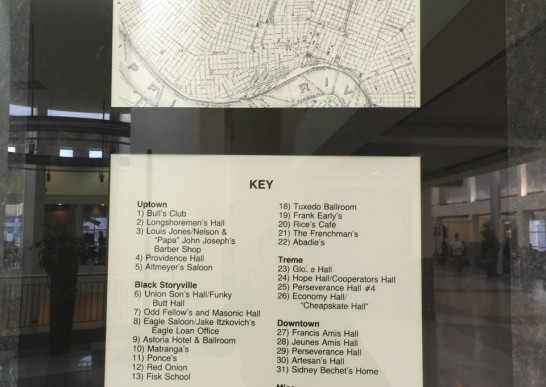 PPI RIV
KEY
Uptown
1) Bull's Club
2) Longshoremen's Hall
3) Louis Jones/Nelson &
"Papa" John Joseph's
Barber Shop
4) Providence Hall
5) Altmeyer's Saloon
Black Storyville
6) Union Son's Hall/Funky
Butt Hall
7) Odd Fellow's and Masonic Hall
8) Eagle Saloon/Jake Itzkovich's
Eagle Loan Office
9) Astoria Hotel & Ballroom
10) Matranga's
11) Ponce's
12) Red Onion
13) Fisk School
18) Tuxedo Ballroom
19) Frank Early's
20) Rice's Café
21) The Frenchman's
22) Abadie's
Treme
23) Glo e Hall
24) Hope Hall/Cooperators Hall
25) Perseverance Hall #4
26) Economy Hall/
"Cheapskate Hall"
Downtown
27) Francis Amis Hall
28) Jeunes Amis Hall
29) Perseverance Hall
30) Artesan's Hall
31) Sidney Bechet's Home